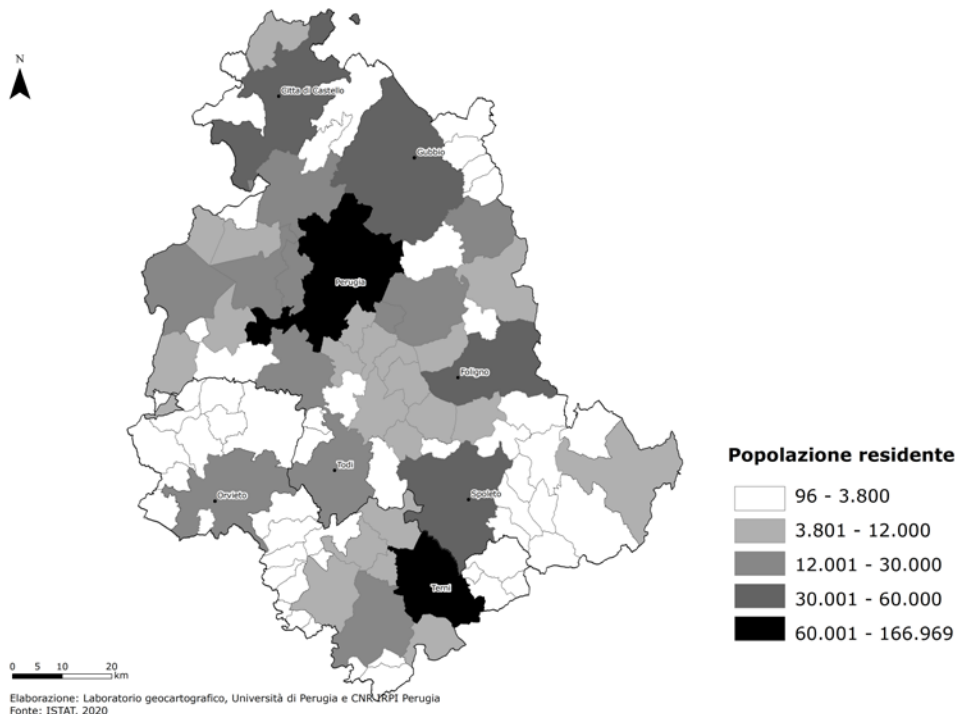 N
Citta di Castello
Gubbio
Perugia
Foligno
Todi
Orvieto
Spoleto
Terni
Popolazione residente
96 - 3.800
3.801 - 12.000
12.001 - 30.000
30.001 - 60.000
60.001 - 166.969
0 5 10 20
km
Elaborazione: Laboratorio geocartografico, Università di Perugia e CNR IRPI Perugia
Fonte: ISTAT, 2020